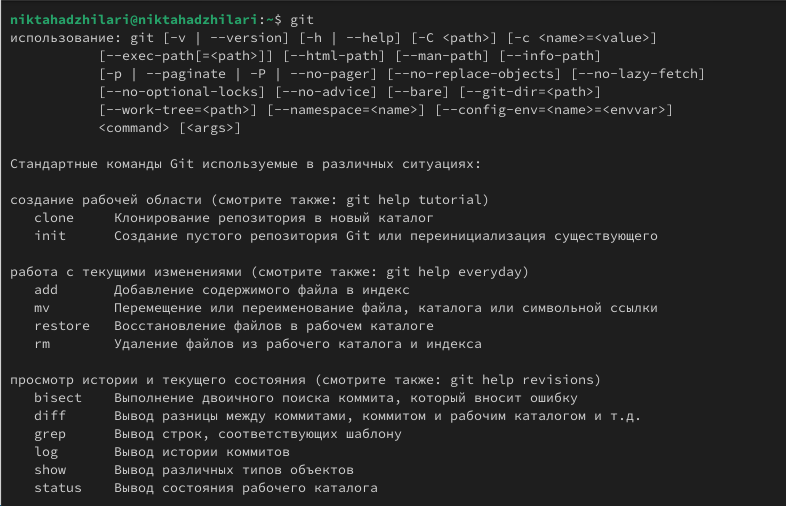 niktahadzhilari@niktahadzhilari:~$ git
использование: git [-v | --version] [-h | --help] [-C <path>] [-c <name>=<value>]
[--exec-path[=<path>]] [--html-path] [--man-path] [--info-path]
[-p | --paginate | -P | --no-pager] [--no-replace-objects] [--no-lazy-fetch]
[--no-optional-locks] [--no-advice] [--bare] [--git-dir=<path>]
[--work-tree=<path>] [--namespace=<name>] [--config-env=<name>=<envvar>]
<command> [<args>]
Стандартные команды Git используемые в различных ситуациях:
создание рабочей области (смотрите также: git help tutorial)
clone Клонирование репозитория в новый каталог
init Создание пустого репозитория Git или переинициализация существующего
работа с текущими изменениями (смотрите также: git help everyday)
add Добавление содержимого файла в индекс
mv Перемещение или переименование файла, каталога или символьной ссылки
restore Восстановление файлов в рабочем каталоге
rm Удаление файлов из рабочего каталога и индекса
просмотр истории и текущего состояния (смотрите также: git help revisions)
bisect Выполнение двоичного поиска коммита, который вносит ошибку
diff Вывод разницы между коммитами, коммитом и рабочим каталогом и т.д.
grep Вывод строк, соответствующих шаблону
log Вывод истории коммитов
show Вывод различных типов объектов
status Вывод состояния рабочего каталога